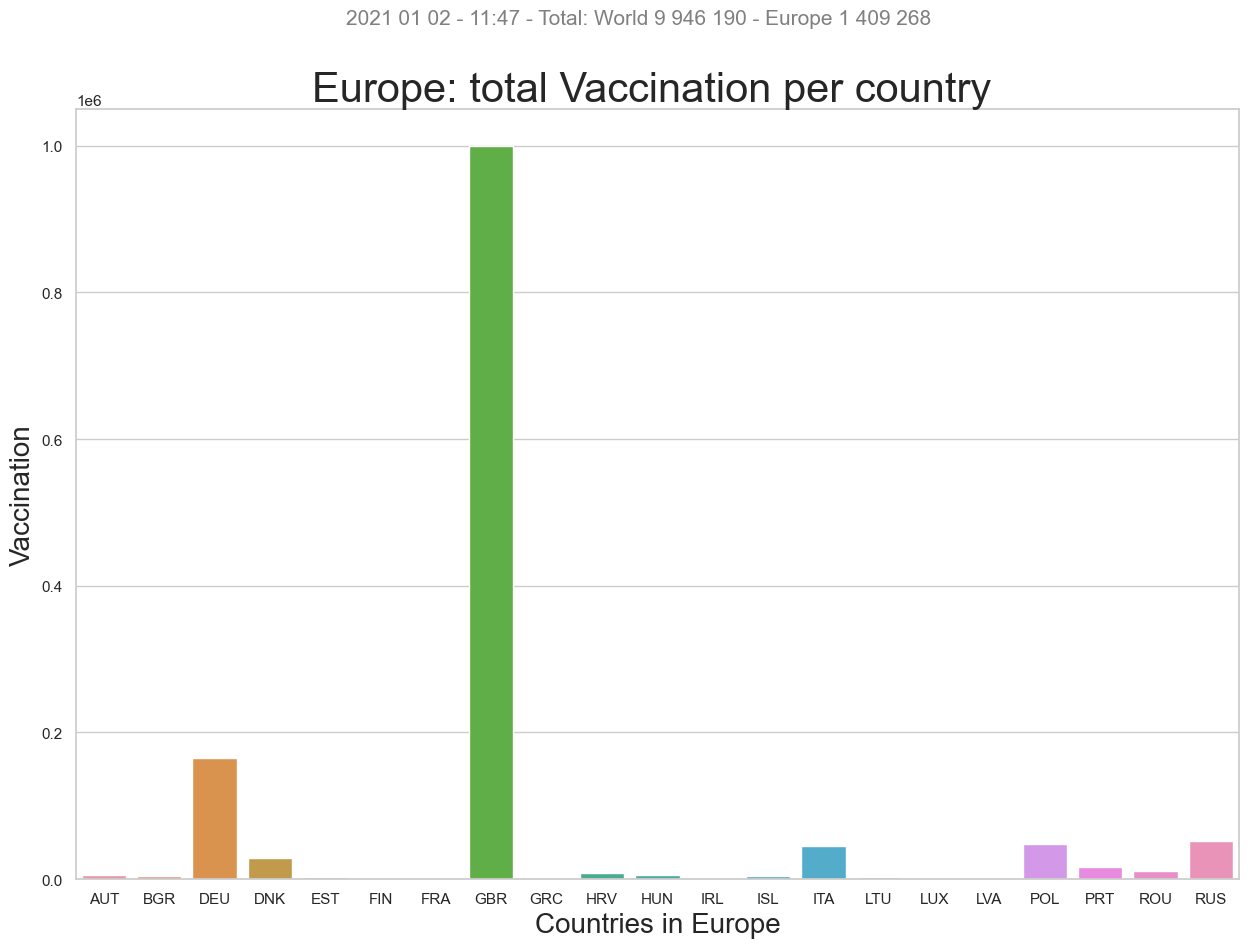 2021 01 02 - 11:47 - Total: World 9 946 190 - Europe 1 409 268
Europe: total Vaccination per country
1e6
1.0
0.8
0.6
0.4
0.2
0.0
Vaccination
AUT BGR DEU DNK EST FIN FRA GBR GRC HRV HUN IRL ISL ITA LTU LUX LVA POL PRT ROU RUS
Countries in Europe